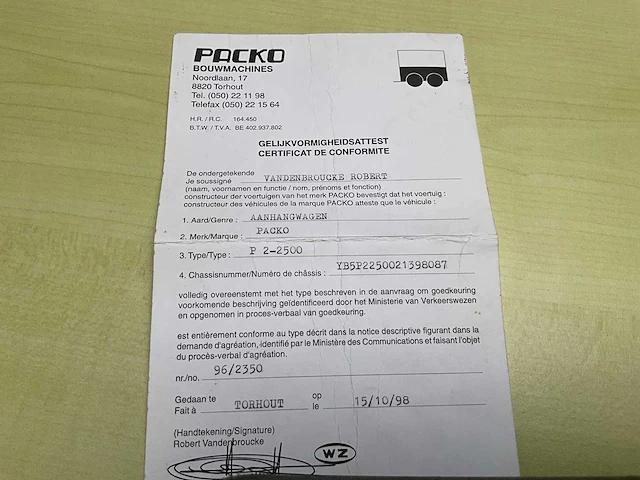 PACKO
BOUWMACHINES
Noordlaan, 17
8820 Torhout
Tel. (050) 22 11 98
Telefax (050) 22 15 64
H.R. / R.C. 164.450
B.T.W. / T.V.A. BE 402.937.802
GELIJKVORMIGHEIDSATTEST
CERTIFICAT DE CONFORMITE
De ondergetekende
Je soussigné VANDENBROUCKE ROBERT
(naam, voornamen en functie / nom, prénoms et fonction)
constructeur der voertuigen van het merk PACKO bevestigt dat het voertuig :
constructeur des véhicules de la marque PACKO atteste que le véhicule :
1. Aard/Genre : AANHANGWAGEN
2. Merk/Marque : PACKO
3. Type/Type : P 2-2500
4. Chassisnummer/Numéro de châssis : YB5P2250021398087
volledig overeenstemt met het type beschreven in de aanvraag om goedkeuring
voorkomende beschrijving geïdentificeerd door het Ministerie van Verkeerswezen
en opgenomen in proces-verbaal van goedkeuring.
est entièrement conforme au type décrit dans la notice descriptive figurant dans la
demande d'agréation, identifié par le Ministère des Communications et faisant l'objet
du procès-verbal d'agréation.
nr./no. 96/2350
Gedaan te TORHOUT op 15/10/98
Fait à le
(Handtekening/Signature)
Robert Vandenbroucke
WZ